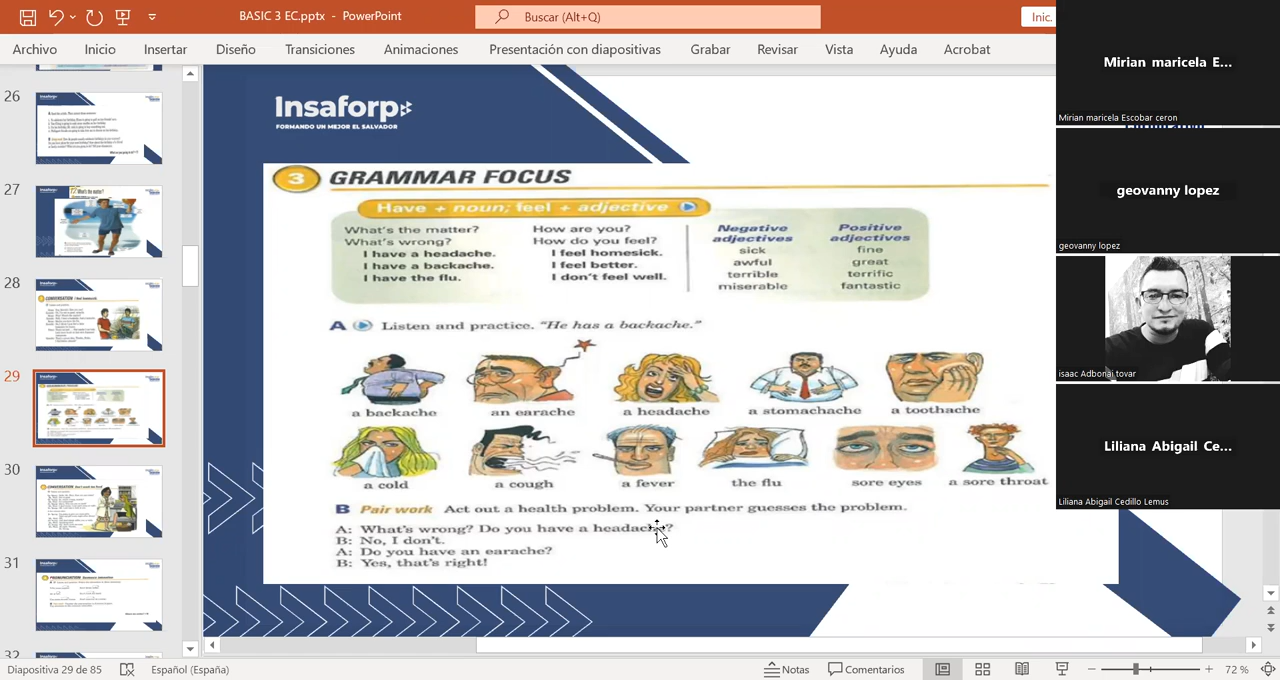 BASIC 3 EC.pptx - PowerPoint
Buscar (Alt+Q)
Inic.
Archivo Inicio Insertar Diseño Transiciones Animaciones Presentación con diapositivas Grabar Revisar Vista Ayuda Acrobat
26
27
28
29
30
31
32
Insaforp
FORMANDO UN MEJOR EL SALVADOR
3 GRAMMAR FOCUS
Have + noun; feel + adjective
What's the matter?
What's wrong?
I have a headache.
I have a backache.
I have the flu.
How are you?
How do you feel?
I feel homesick.
I feel better.
I don't feel well.
Negative
adjectives
sick
awful
terrible
miserable
Positive
adjectives
fine
great
terrific
fantastic
A Listen and practice. "He has a backache."
a backache an earache a headache a stomachache a toothache
a cold a cough a fever the flu sore eyes a sore throat
B Pair work Act out a health problem. Your partner guesses the problem.
A: What's wrong? Do you have a headache?
B: No, I don't.
A: Do you have an earache?
B: Yes, that's right!
Mirian maricela E...
Mirian maricela Escobar ceron
geovanny lopez
geovanny lopez
isaac Adbonai tovar
Liliana Abigail Ce...
Liliana Abigail Cedillo Lemus
Diapositiva 29 de 85 Español (España) Notas Comentarios 72 %